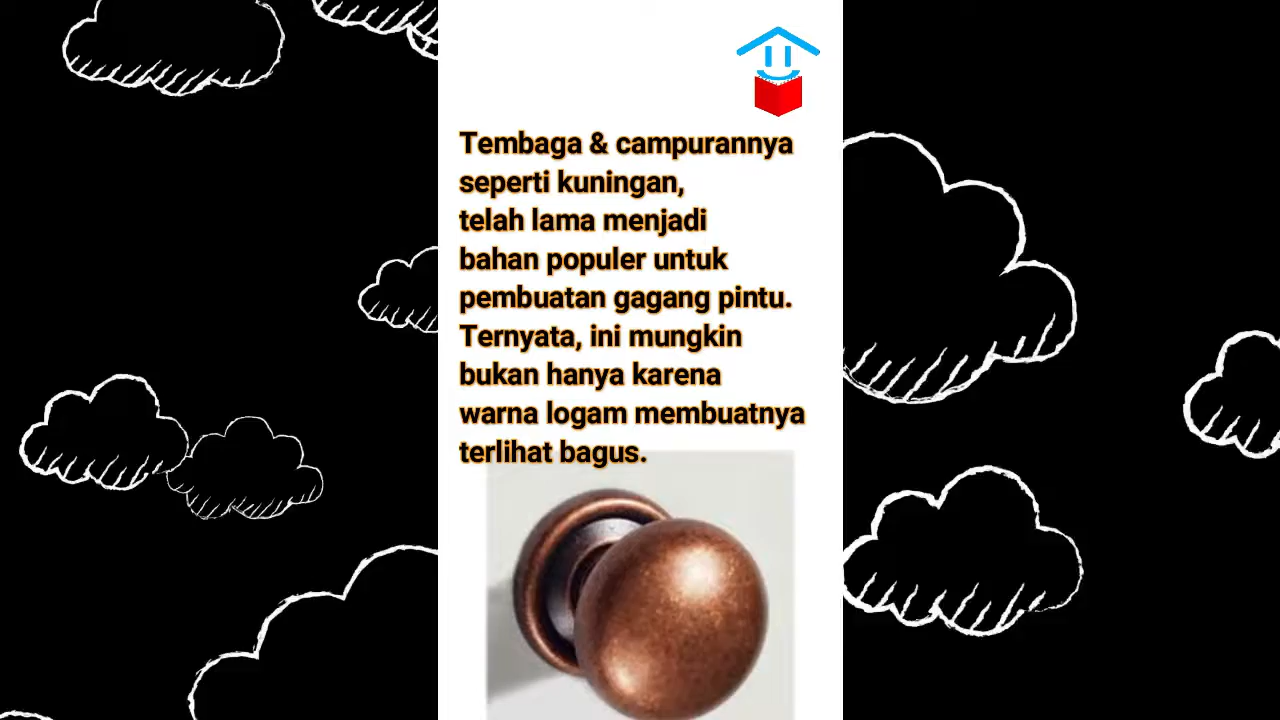 Tembaga & campurannya
seperti kuningan,
telah lama menjadi
bahan populer untuk
pembuatan gagang pintu.
Ternyata, ini mungkin
bukan hanya karena
warna logam membuatnya
terlihat bagus.